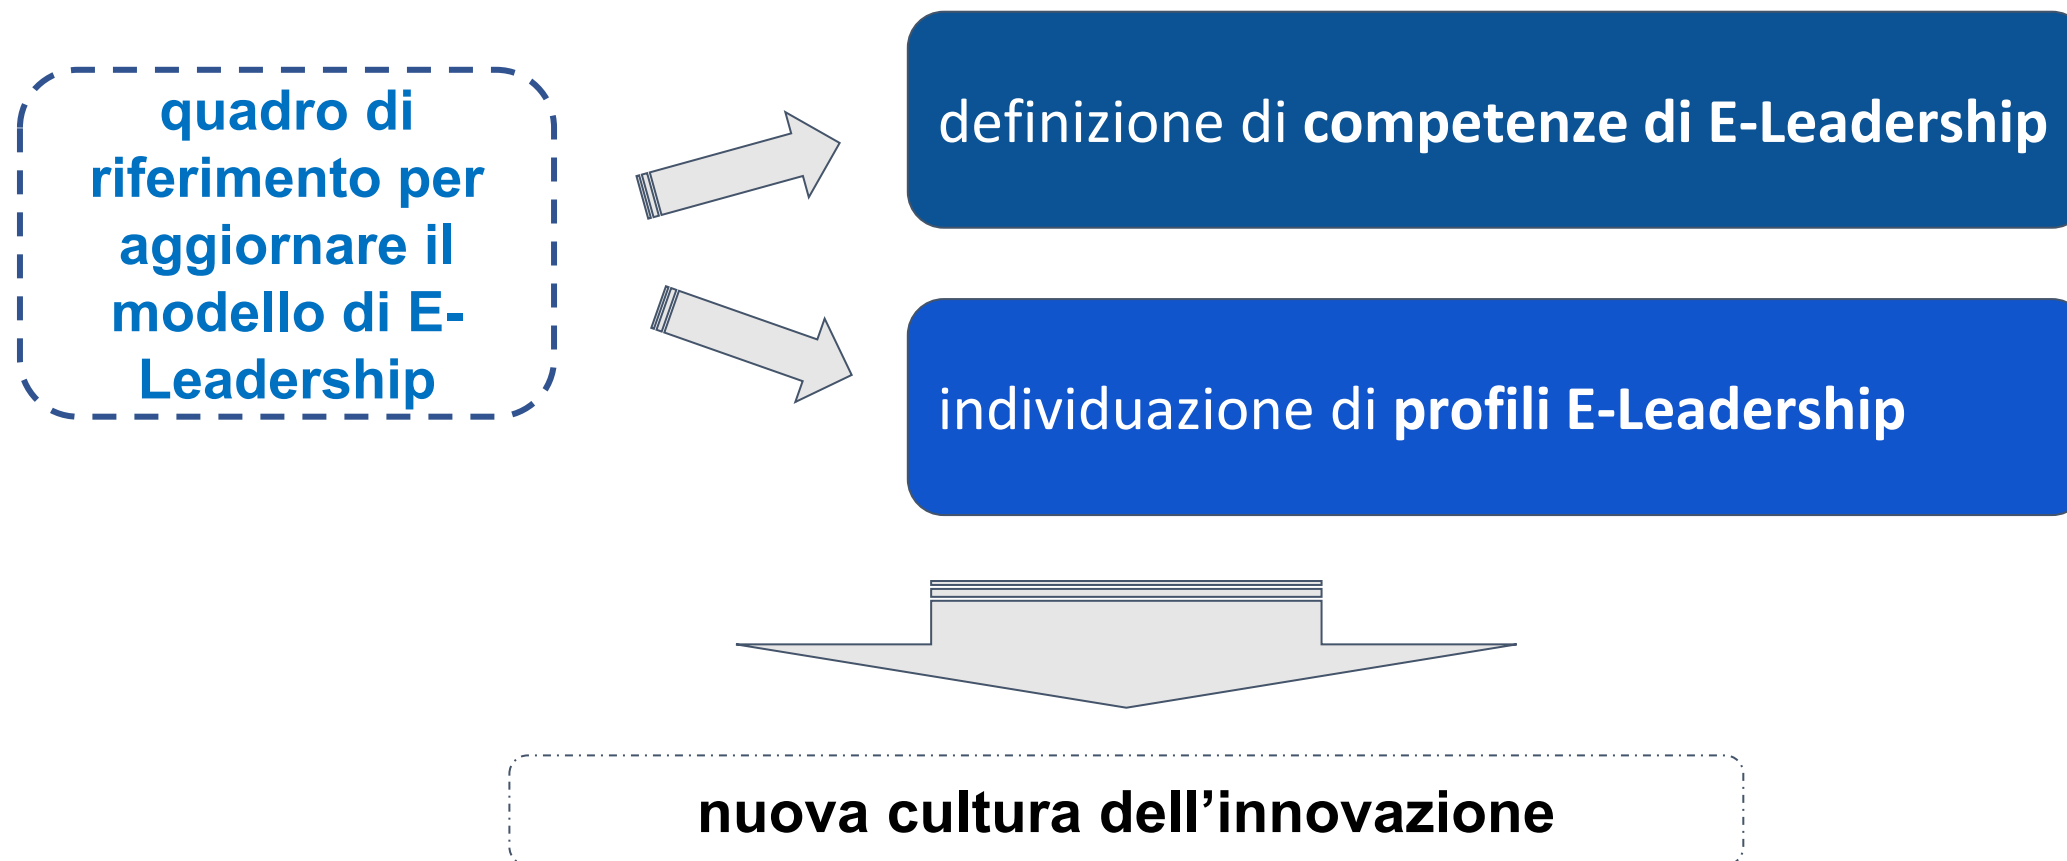 quadro di
riferimento per
aggiornare il
modello di E-
Leadership
definizione di competenze di E-Leadership
individuazione di profili E-Leadership
nuova cultura dell’innovazione